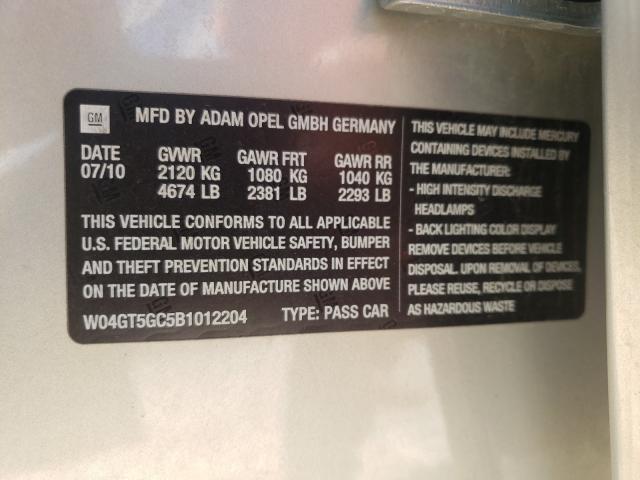 GM
MFD BY ADAM OPEL GMBH GERMANY
DATE GVWR GAWR FRT GAWR RR
07/10 2120 KG 1080 KG 1040 KG
4674 LB 2381 LB 2293 LB
THIS VEHICLE CONFORMS TO ALL APPLICABLE
U.S. FEDERAL MOTOR VEHICLE SAFETY, BUMPER
AND THEFT PREVENTION STANDARDS IN EFFECT
ON THE DATE OF MANUFACTURE SHOWN ABOVE
W04GT5GC5B1012204 TYPE: PASS CAR
THIS VEHICLE MAY INCLUDE MERCURY
CONTAINING DEVICES INSTALLED BY
THE MANUFACTURER:
- HIGH INTENSITY DISCHARGE
HEADLAMPS
- BACK LIGHTING COLOR DISPLAY
REMOVE DEVICES BEFORE VEHICLE
DISPOSAL. UPON REMOVAL OF DEVICES,
PLEASE REUSE, RECYCLE OR DISPOSE
AS HAZARDOUS WASTE